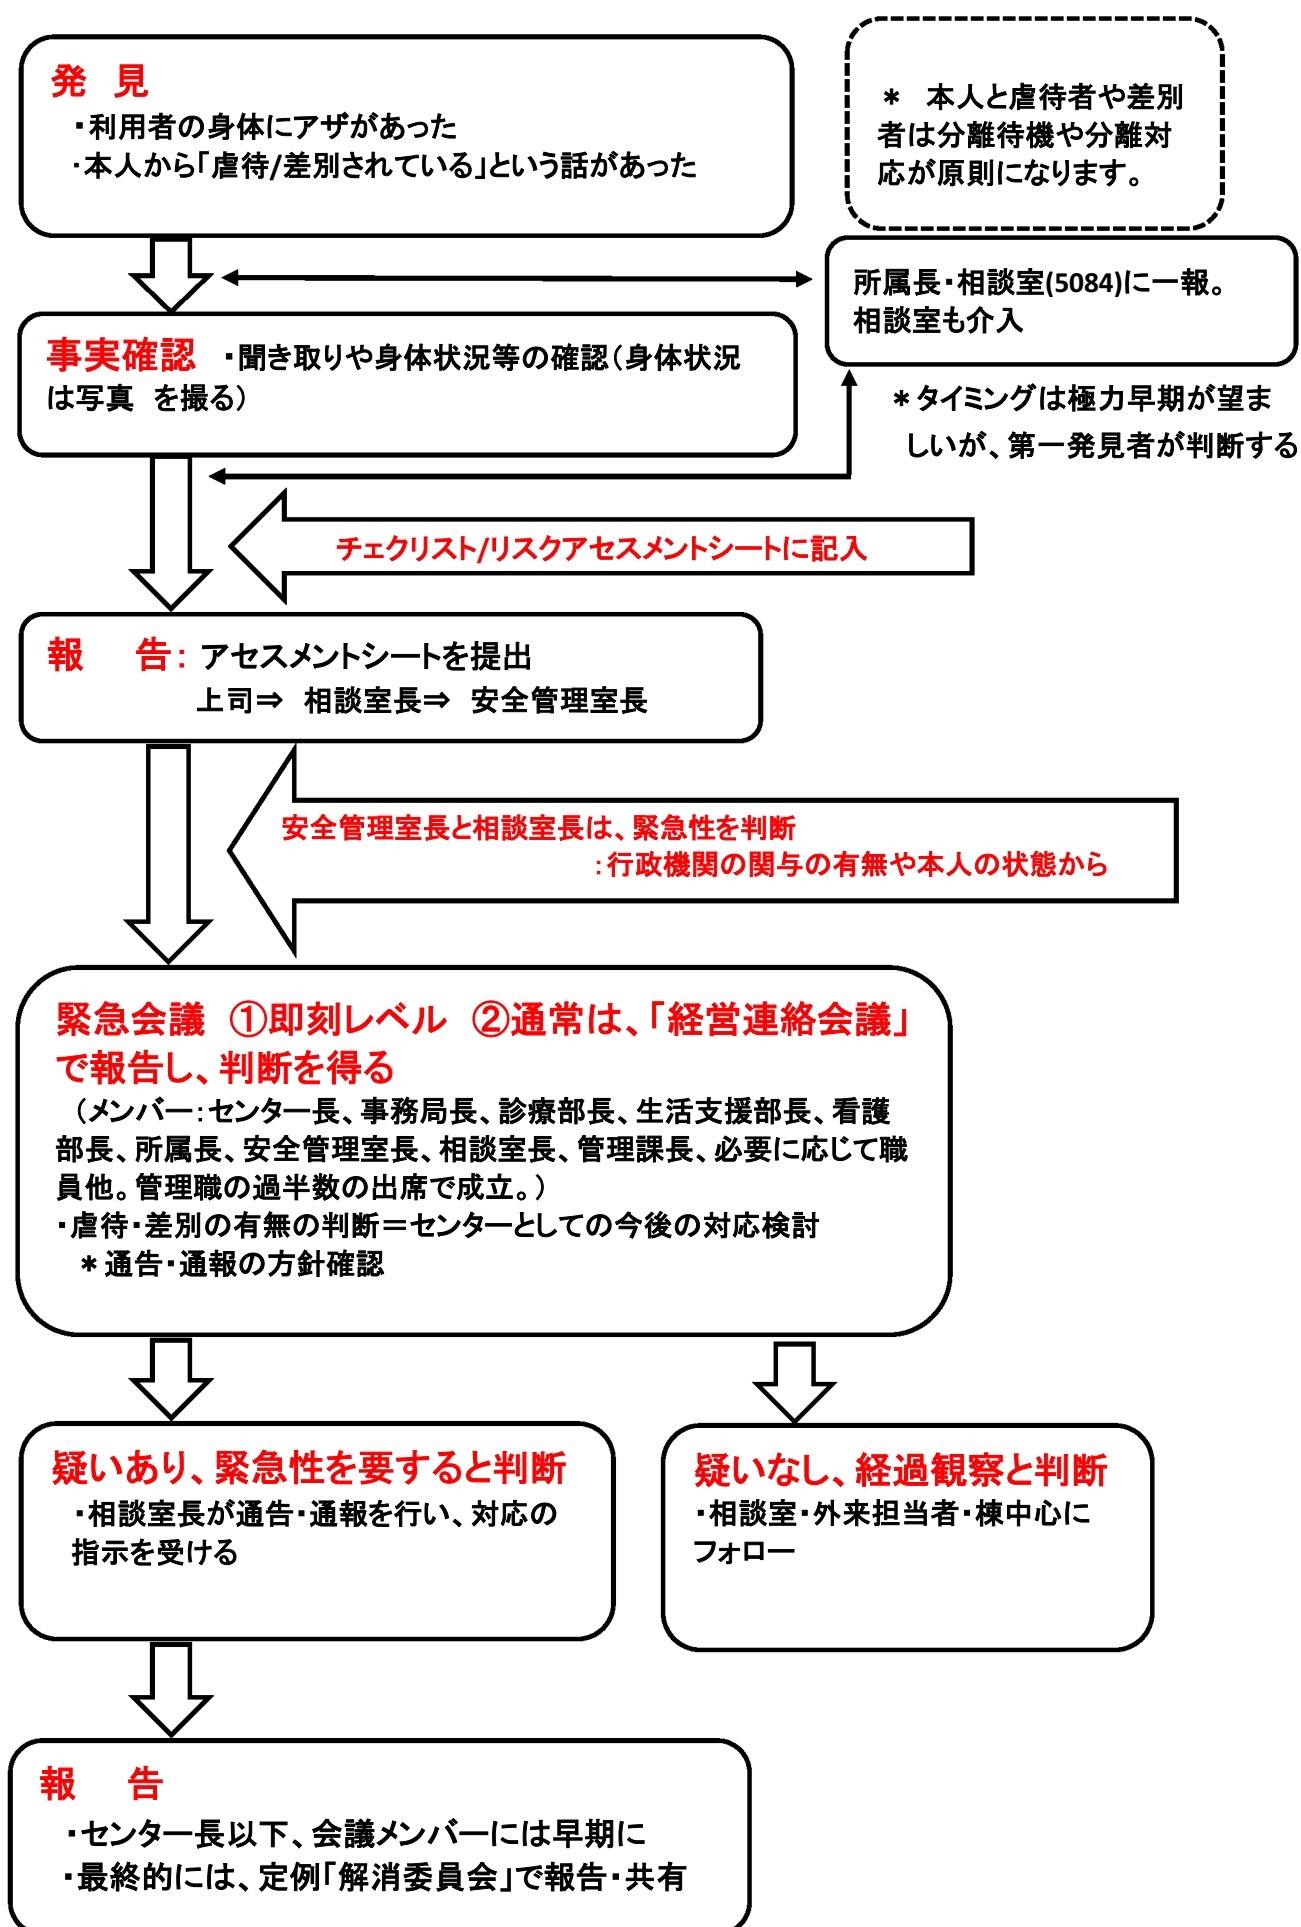 発　見
・利用者の身体にアザがあった
・本人から「虐待/差別されている」という話があった
＊　本人と虐待者や差別
者は分離待機や分離対
応が原則になります。
所属長・相談室(5084)に一報。
相談室も介入
事実確認　・聞き取りや身体状況等の確認（身体状況
は写真　を撮る）
＊タイミングは極力早期が望ま
しいが、第一発見者が判断する
チェクリスト/リスクアセスメントシートに記入
報　告：アセスメントシートを提出
上司⇒　相談室長⇒　安全管理室長
安全管理室長と相談室長は、緊急性を判断
：行政機関の関与の有無や本人の状態から
緊急会議　①即刻レベル　②通常は、「経営連絡会議」
で報告し、判断を得る
（メンバー：センター長、事務局長、診療部長、生活支援部長、看護
部長、所属長、安全管理室長、相談室長、管理課長、必要に応じて職
員他。管理職の過半数の出席で成立。）
・虐待・差別の有無の判断＝センターとしての今後の対応検討
＊通告・通報の方針確認
疑いあり、緊急性を要すると判断
・相談室長が通告・通報を行い、対応の
指示を受ける
疑いなし、経過観察と判断
・相談室・外来担当者・棟中心に
フォロー
報　告
・センター長以下、会議メンバーには早期に
・最終的には、定例「解消委員会」で報告・共有